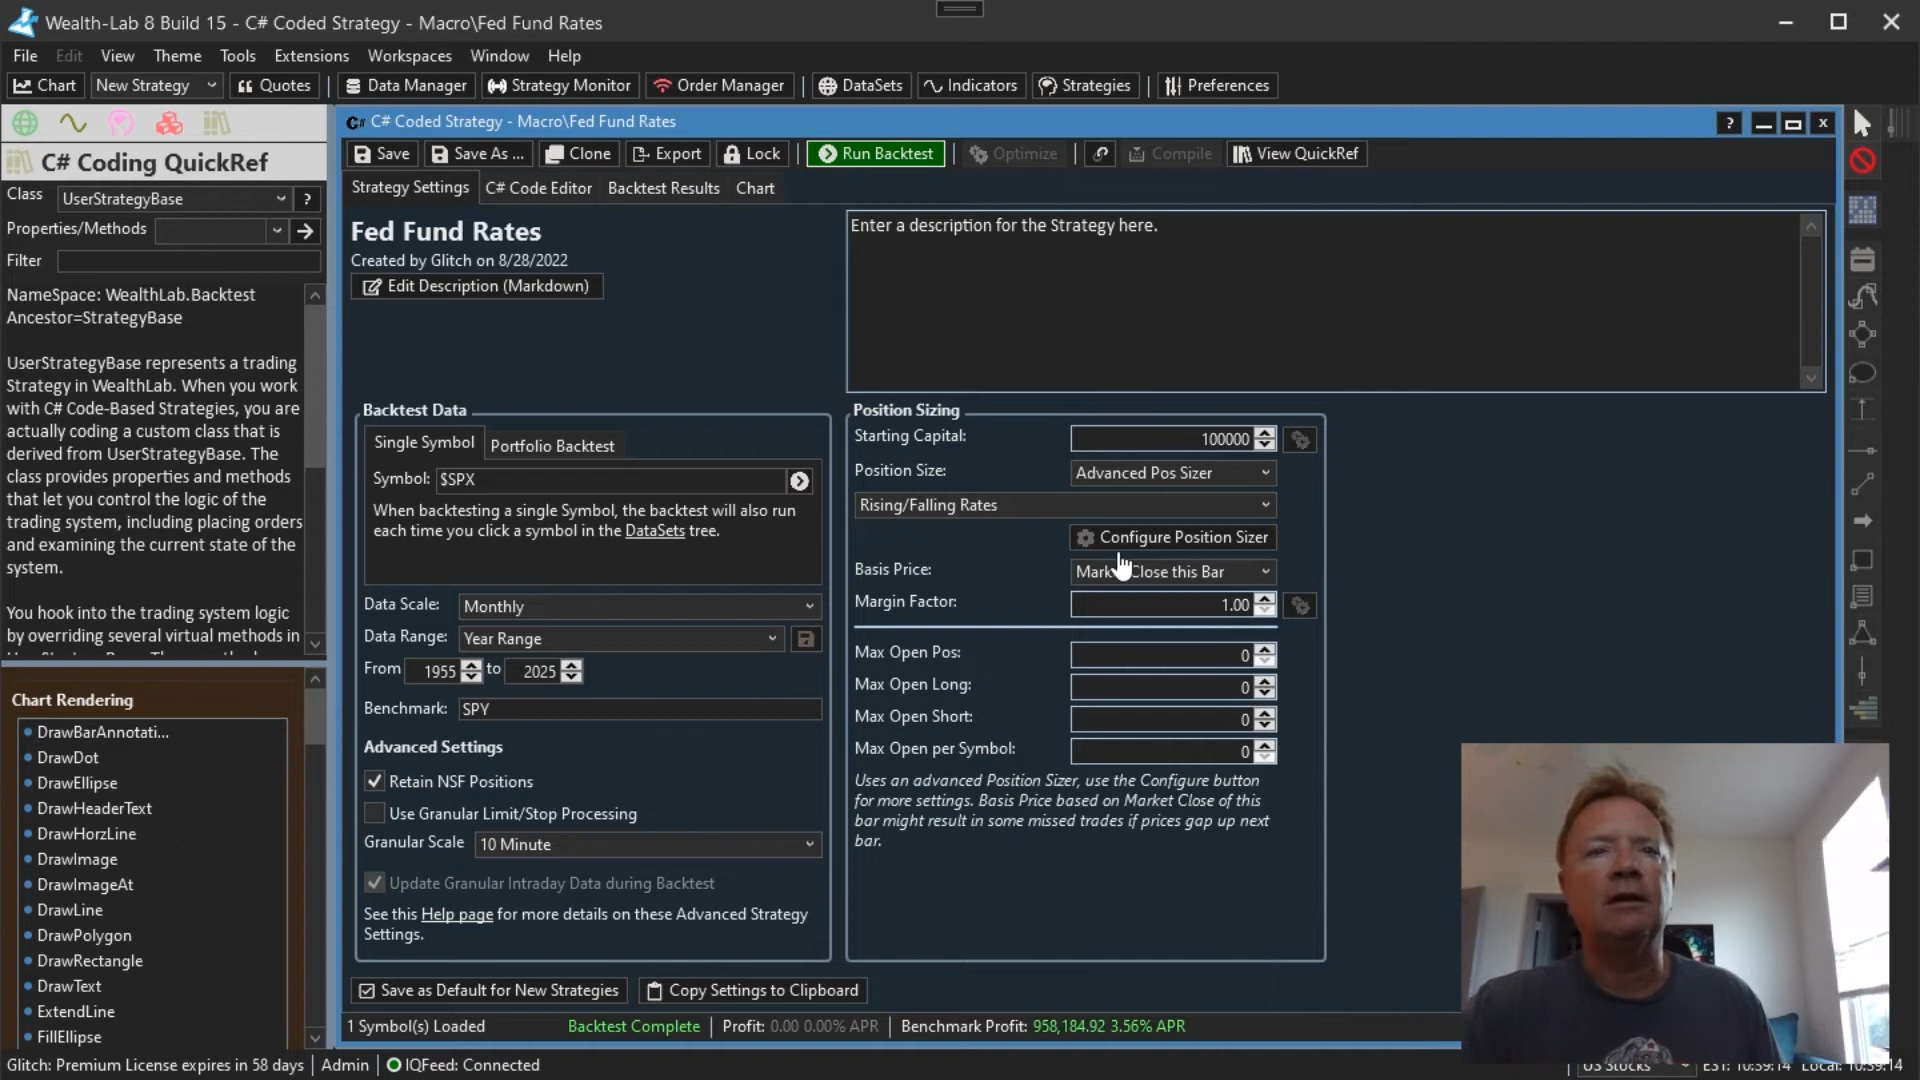 Wealth-Lab 8 Build 15 - C# Coded Strategy - Macro\Fed Fund Rates
File Edit View Theme Tools Extensions Workspaces Window Help
Chart New Strategy Quotes Data Manager Strategy Monitor Order Manager DataSets Indicators Strategies Preferences
C# Coding QuickRef
Class UserStrategyBase ?
Properties/Methods
Filter
NameSpace: WealthLab.Backtest
Ancestor=StrategyBase
UserStrategyBase represents a trading
Strategy in WealthLab. When you work
with C# Code-Based Strategies, you are
actually coding a custom class that is
derived from UserStrategyBase. The
class provides properties and methods
that let you control the logic of the
trading system, including placing orders
and examining the current state of the
system.
You hook into the trading system logic
by overriding several virtual methods in
Chart Rendering
DrawBarAnnotati...
DrawDot
DrawEllipse
DrawHeaderText
DrawHorzLine
DrawImage
DrawImageAt
DrawLine
DrawPolygon
DrawRectangle
DrawText
ExtendLine
FillEllipse
C# Coded Strategy - Macro\Fed Fund Rates ?
Save Save As ... Clone Export Lock Run Backtest Optimize Compile View QuickRef
Strategy Settings C# Code Editor Backtest Results Chart
Fed Fund Rates
Created by Glitch on 8/28/2022
Edit Description (Markdown)
Enter a description for the Strategy here.
Backtest Data
Single Symbol Portfolio Backtest
Symbol: $SPX
When backtesting a single Symbol, the backtest will also run
each time you click a symbol in the DataSets tree.
Data Scale: Monthly
Data Range: Year Range
From 1955 to 2025
Benchmark: SPY
Advanced Settings
Retain NSF Positions
Use Granular Limit/Stop Processing
Granular Scale 10 Minute
Update Granular Intraday Data during Backtest
See this Help page for more details on these Advanced Strategy
Settings.
Position Sizing
Starting Capital: 100000
Position Size: Advanced Pos Sizer
Rising/Falling Rates
Configure Position Sizer
Basis Price: Mark Close this Bar
Margin Factor: 1.00
Max Open Pos: 0
Max Open Long: 0
Max Open Short: 0
Max Open per Symbol: 0
Uses an advanced Position Sizer, use the Configure button
for more settings. Basis Price based on Market Close of this
bar might result in some missed trades if prices gap up next
bar.
Save as Default for New Strategies Copy Settings to Clipboard
1 Symbol(s) Loaded Backtest Complete Profit: 0.00 0.00% APR Benchmark Profit: 958,184.92 3.56% APR
Glitch: Premium License expires in 58 days Admin IQFeed: Connected US Stocks EST: 10:39:14 Local: 10:39:14